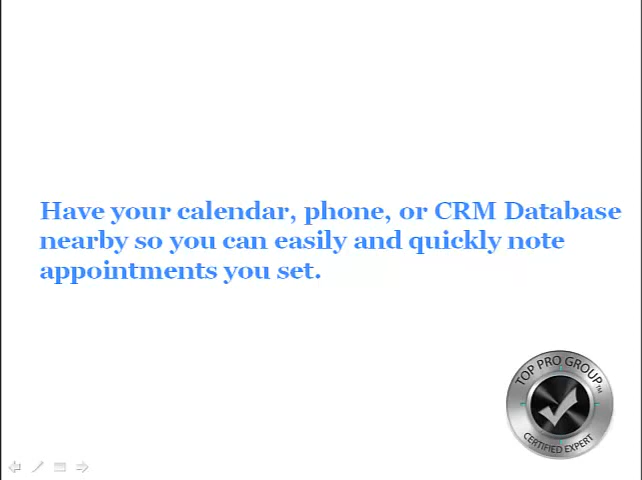 Have your calendar, phone, or CRM Database
nearby so you can easily and quickly note
appointments you set.
TOP PRO GROUP™
CERTIFIED EXPERT